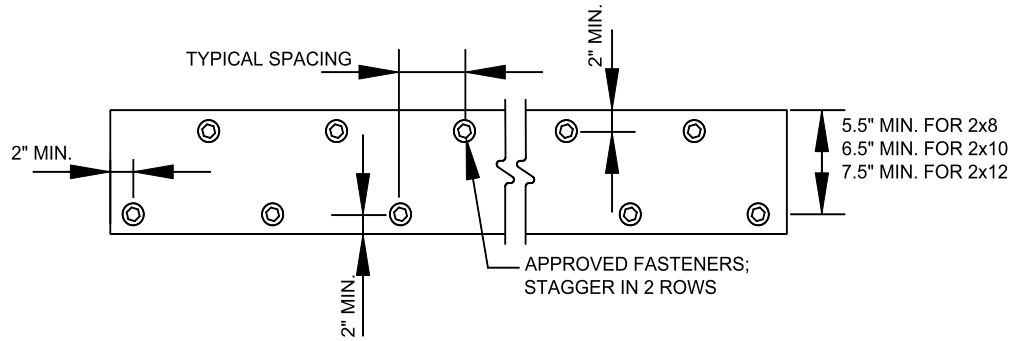 2" MIN.
TYPICAL SPACING
5.5" MIN. FOR 2x8
6.5" MIN. FOR 2x10
7.5" MIN. FOR 2x12
2" MIN.
APPROVED FASTENERS;
STAGGER IN 2 ROWS
2" MIN.